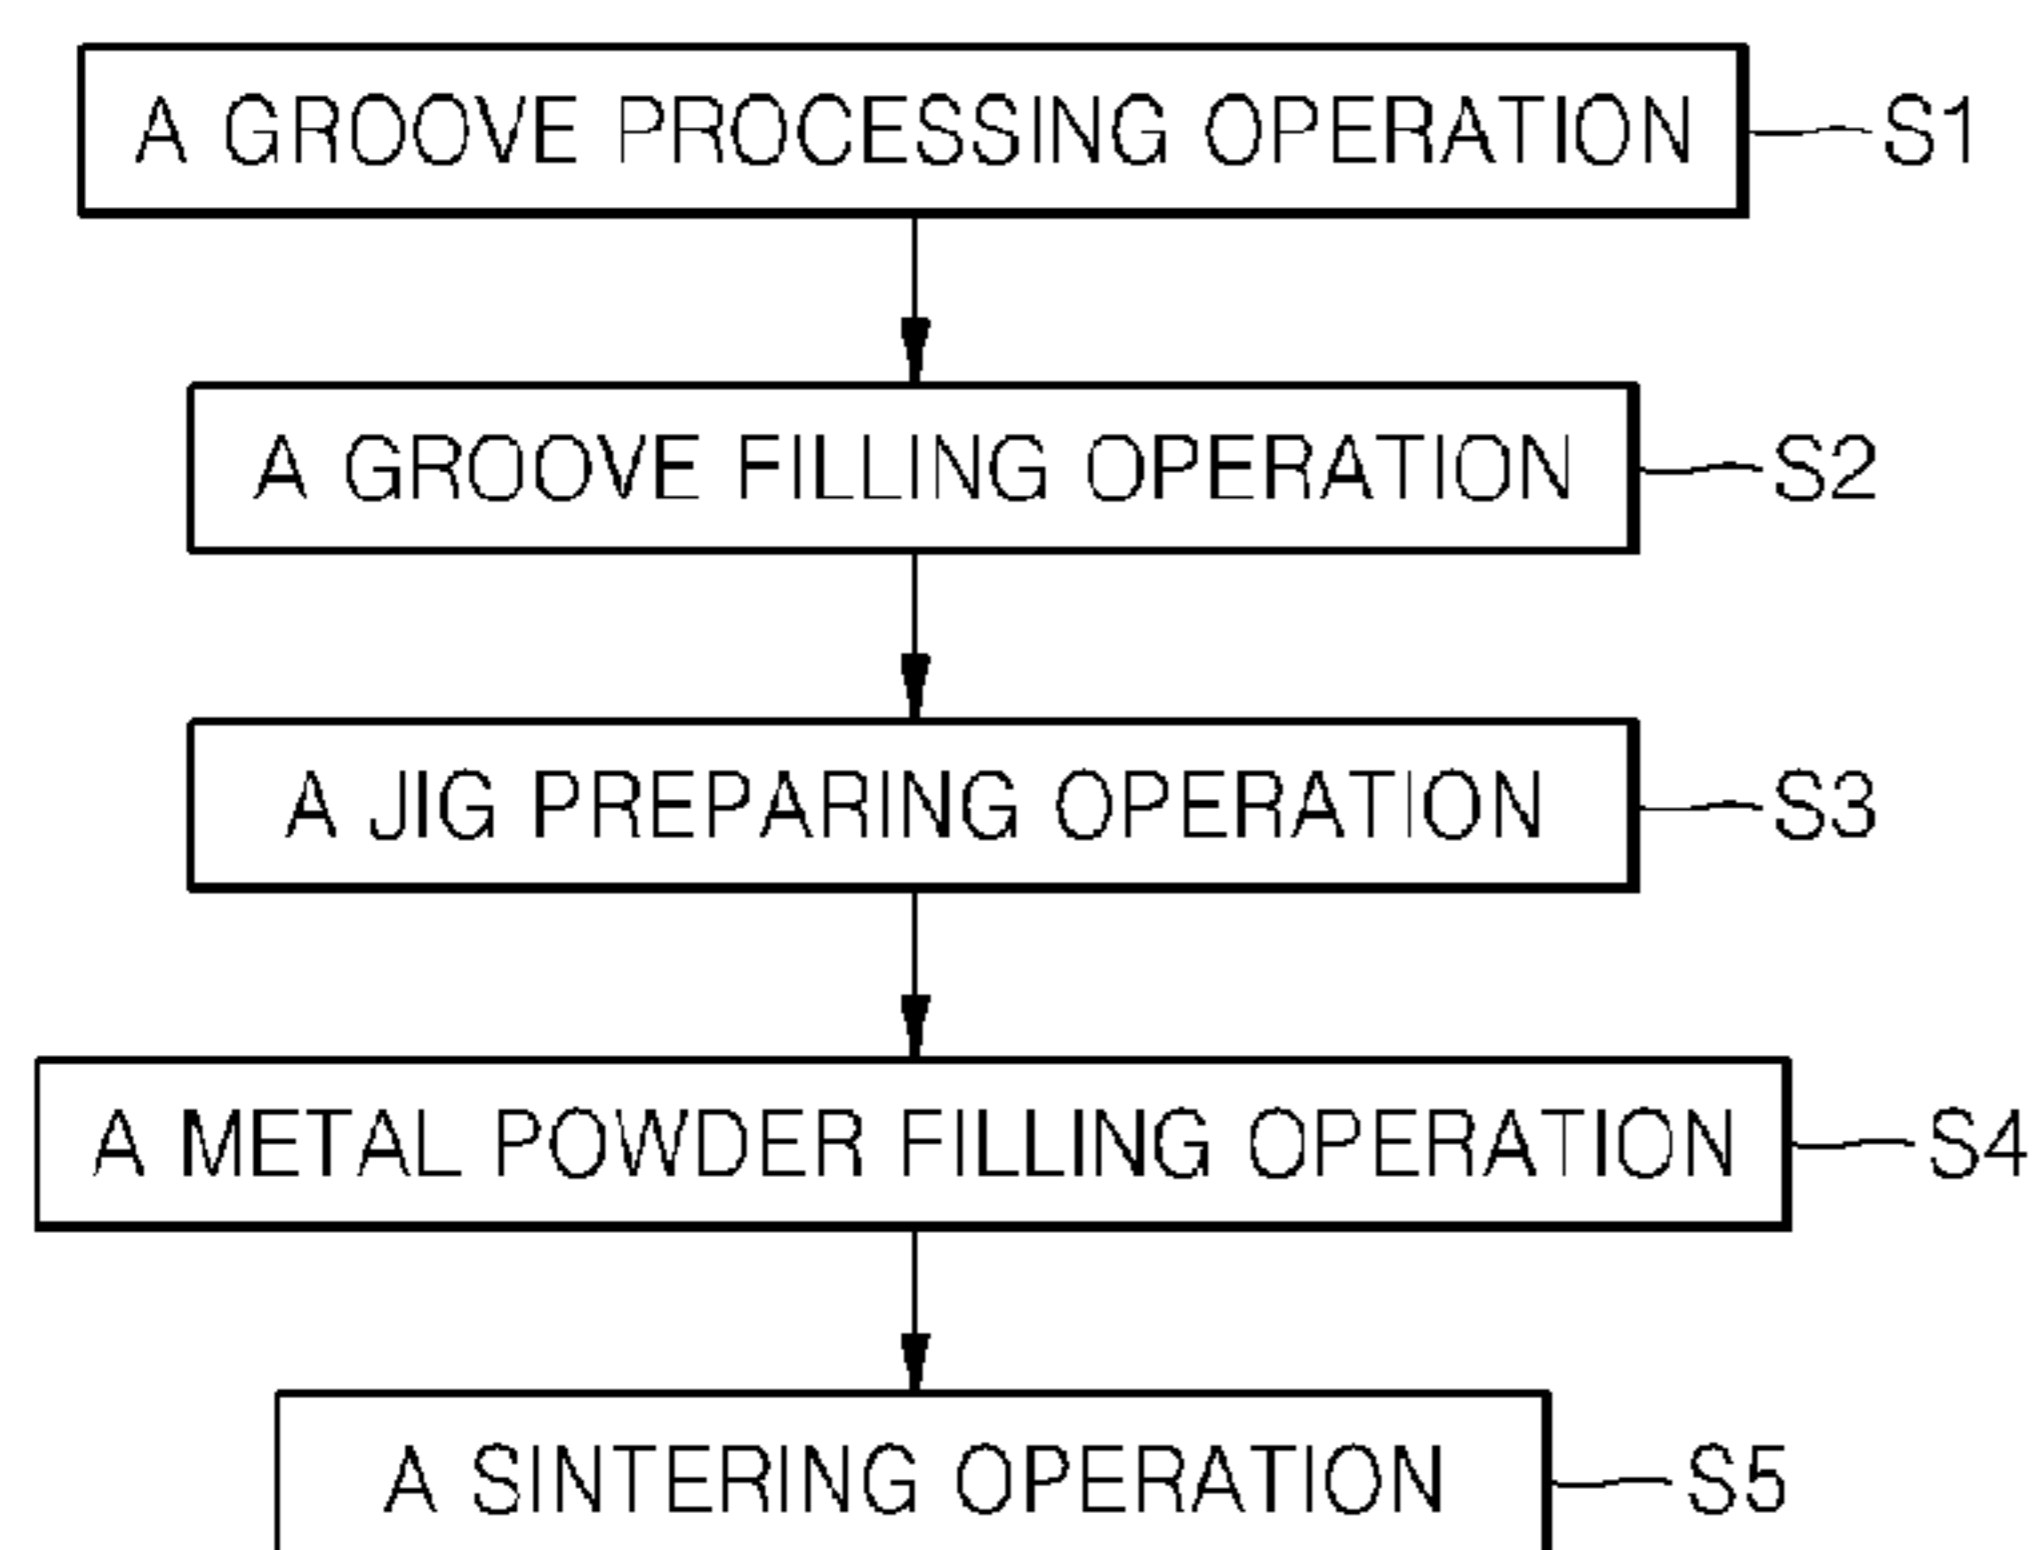 A GROOVE PROCESSING OPERATION S1
A GROOVE FILLING OPERATION S2
A JIG PREPARING OPERATION S3
A METAL POWDER FILLING OPERATION S4
A SINTERING OPERATION S5